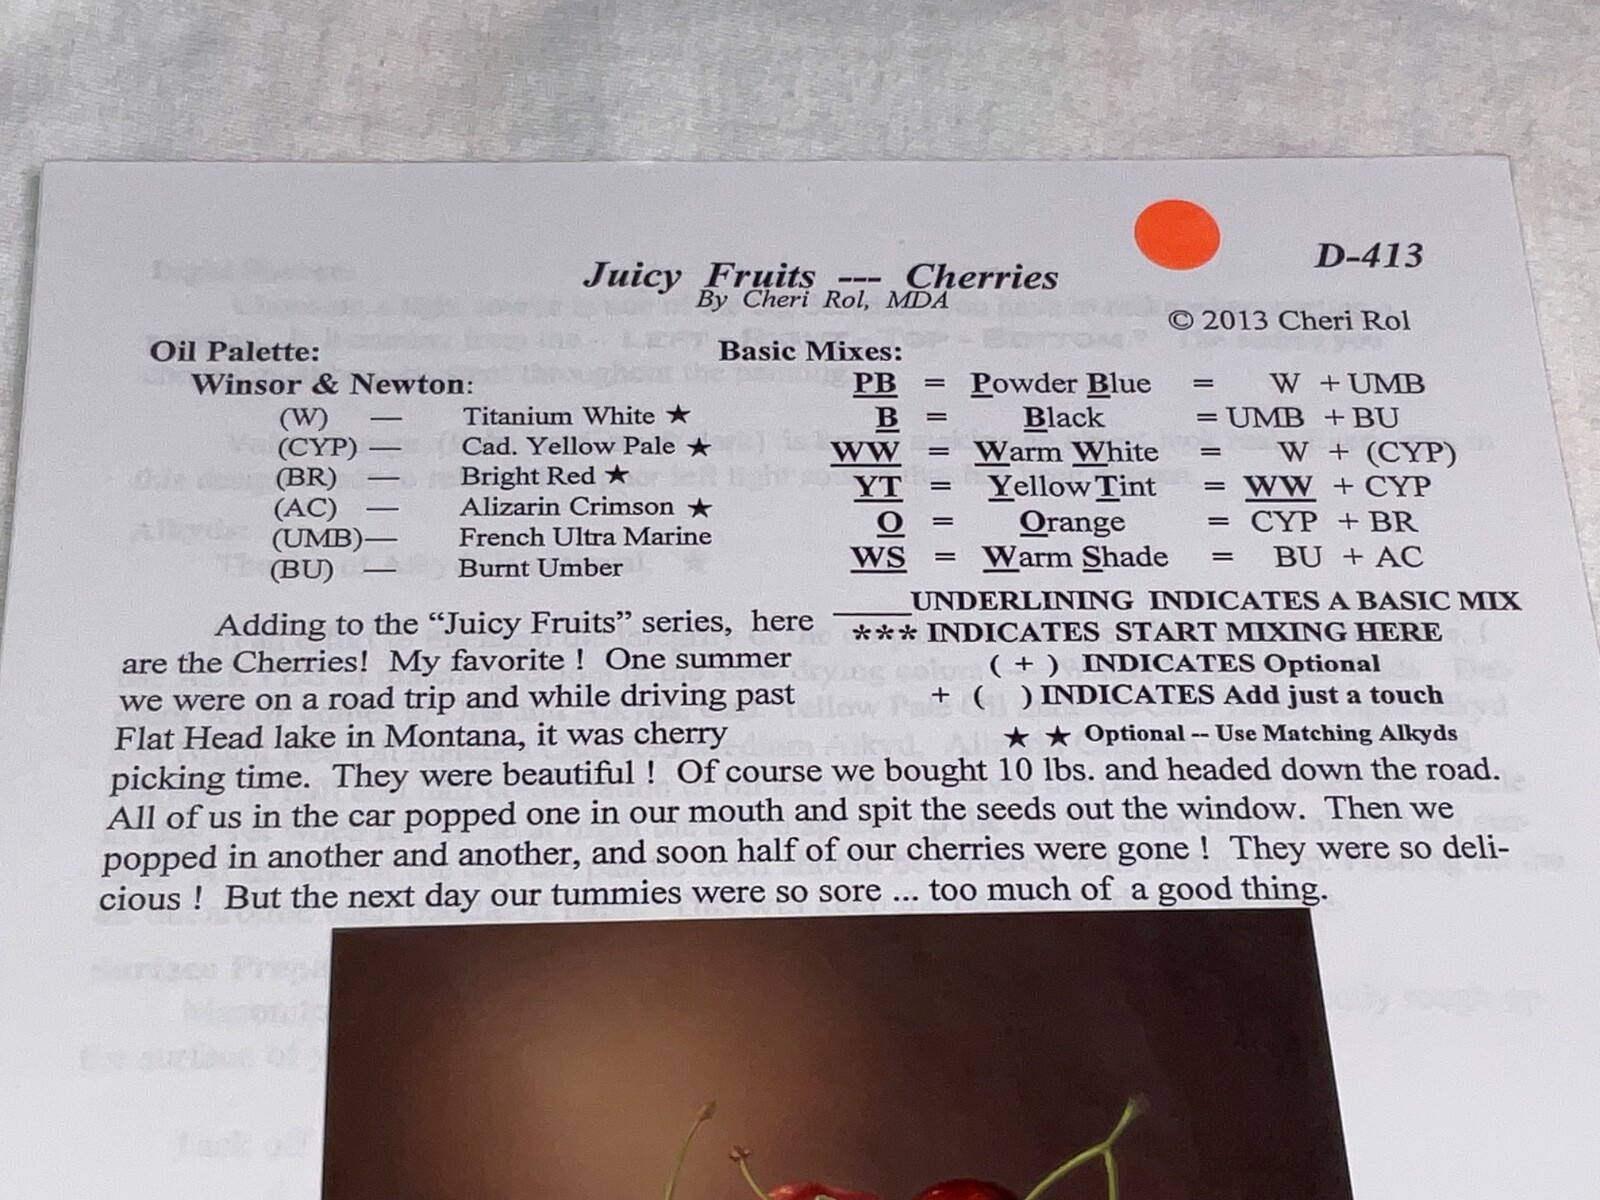 D-413
Juicy Fruits --- Cherries
By Cheri Rol, MDA
© 2013 Cheri Rol
Oil Palette:
Winsor & Newton:
(W) — Titanium White ★
(CYP) — Cad. Yellow Pale ★
(BR) — Bright Red ★
(AC) — Alizarin Crimson ★
(UMB)— French Ultra Marine
(BU) — Burnt Umber
Basic Mixes:
PB = Powder Blue = W + UMB
B = Black = UMB + BU
WW = Warm White = W + (CYP)
YT = Yellow Tint = WW + CYP
O = Orange = CYP + BR
WS = Warm Shade = BU + AC
____UNDERLINING INDICATES A BASIC MIX
*** INDICATES START MIXING HERE
( + ) INDICATES Optional
+ ( ) INDICATES Add just a touch
★ ★ Optional -- Use Matching Alkyds
Adding to the “Juicy Fruits” series, here
are the Cherries! My favorite ! One summer
we were on a road trip and while driving past
Flat Head lake in Montana, it was cherry
picking time. They were beautiful ! Of course we bought 10 lbs. and headed down the road.
All of us in the car popped one in our mouth and spit the seeds out the window. Then we
popped in another and another, and soon half of our cherries were gone ! They were so deli-
cious ! But the next day our tummies were so sore ... too much of a good thing.